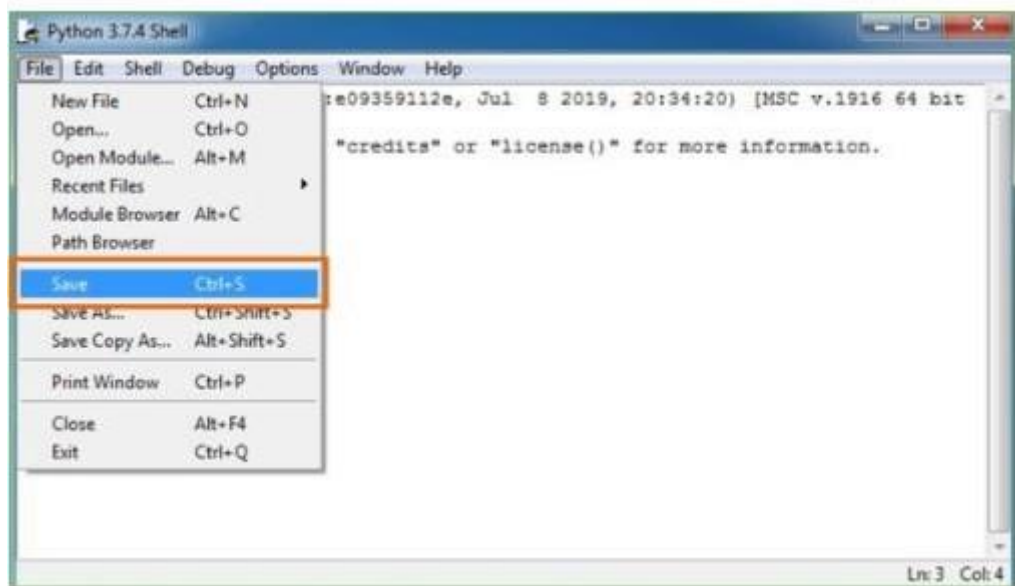 Python 3.7.4 Shell
File Edit Shell Debug Options Window Help
:e09359112e, Jul 8 2019, 20:34:20) [MSC v.1916 64 bit
"credits" or "license()" for more information.
New File Ctrl+N
Open... Ctrl+O
Open Module... Alt+M
Recent Files
Module Browser Alt+C
Path Browser
Save Ctrl+S
Save As... Ctrl+Shift+S
Save Copy As... Alt+Shift+S
Print Window Ctrl+P
Close Alt+F4
Exit Ctrl+Q
Ln: 3 Col: 4